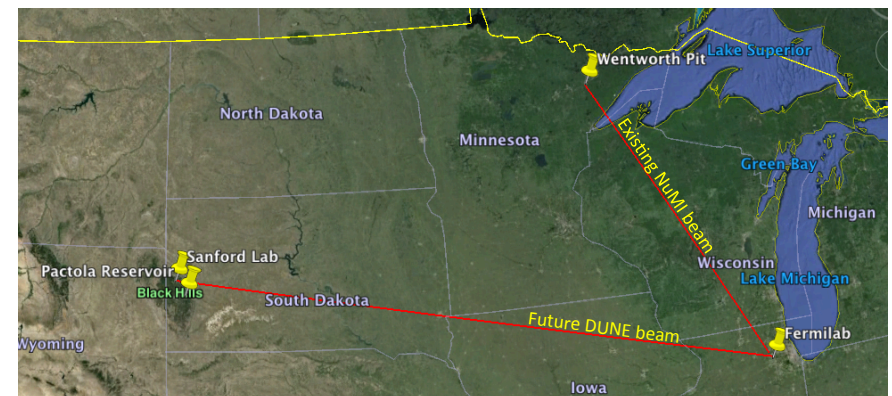 Wentworth Pit
Lake Superior
North Dakota
Minnesota
Existing NuMI beam
Green Bay
Michigan
Sanford Lab
Wisconsin
Pactola Reservoir
Lake Michigan
Black Hills
South Dakota
Future DUNE beam
Fermilab
Wyoming
Iowa